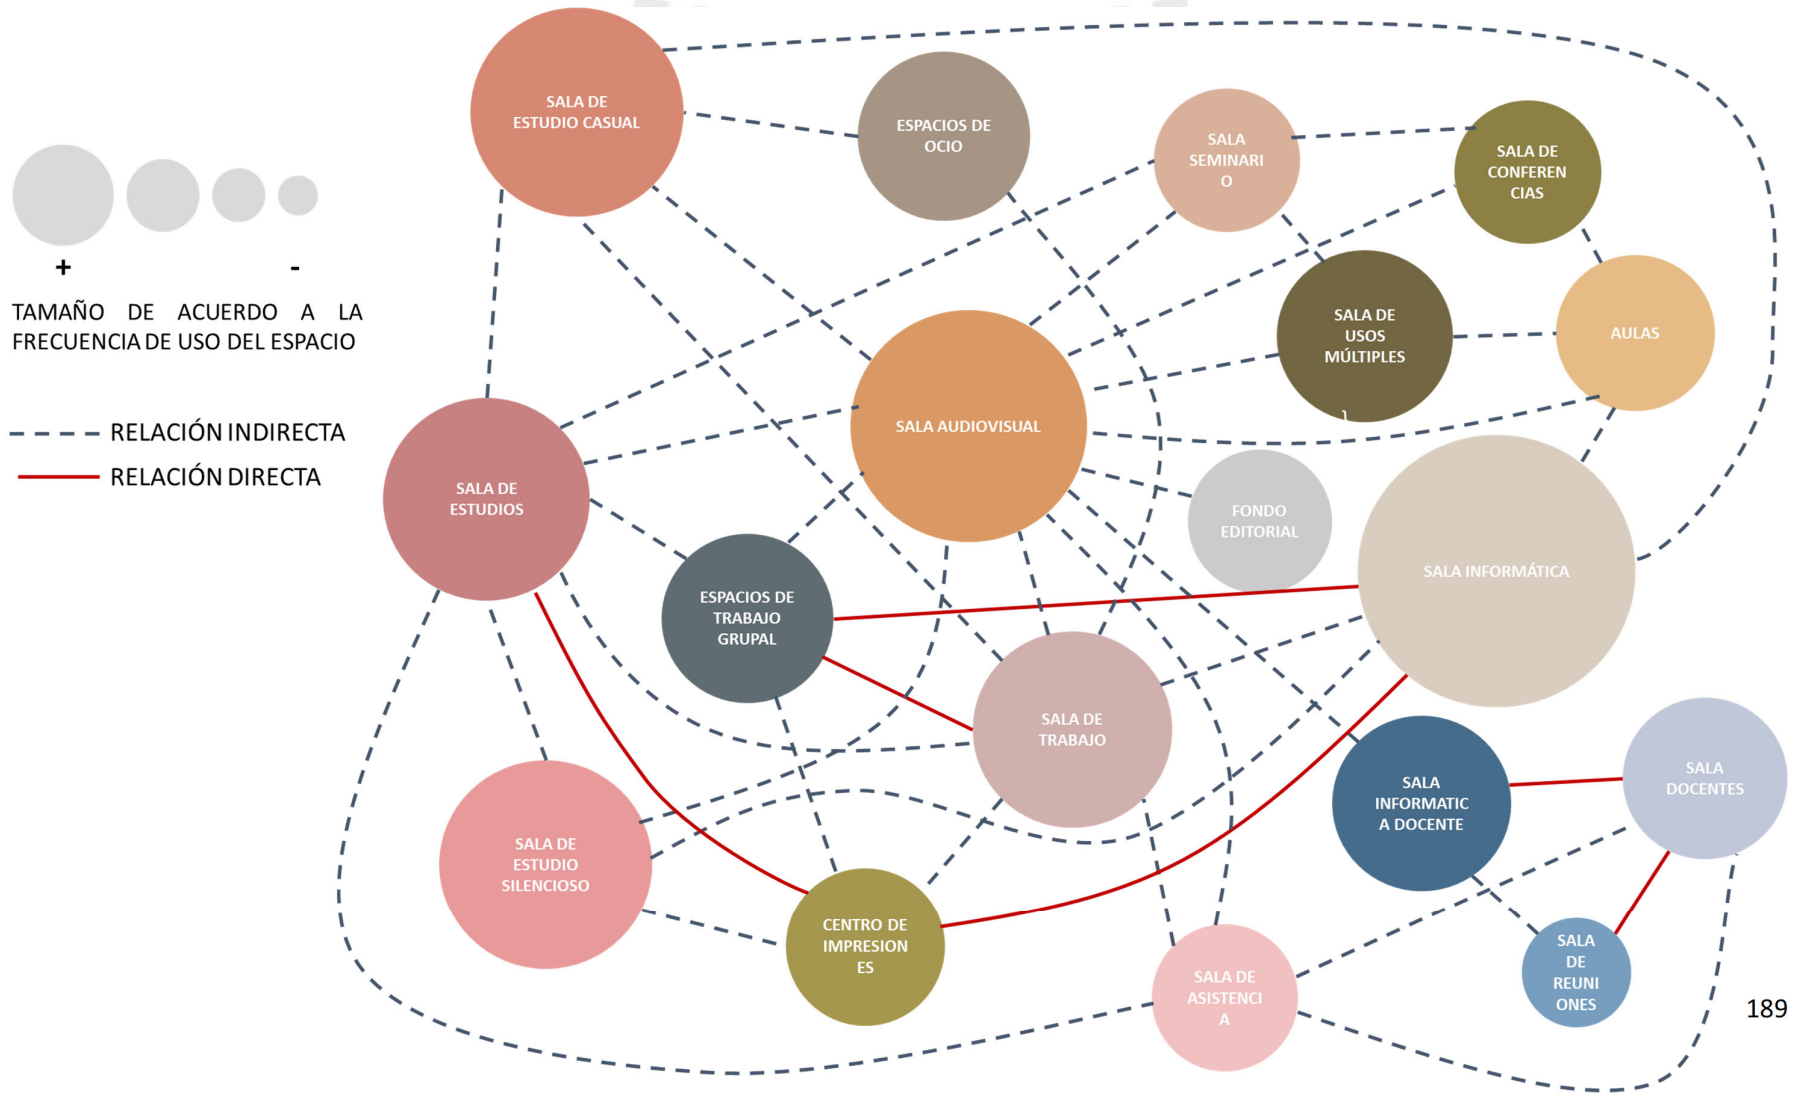 SALA DE
ESTUDIO CASUAL
ESPACIOS DE
OCIO
SALA
SEMINARI
O
SALA DE
CONFEREN
CIAS
+
-
TAMAÑO DE ACUERDO A LA
FRECUENCIA DE USO DEL ESPACIO
SALA DE
USOS
MÚLTIPLES
}
AULAS
RELACIÓN INDIRECTA
RELACIÓN DIRECTA
SALA AUDIOVISUAL
SALA DE
ESTUDIOS
FONDO
EDITORIAL
SALA INFORMÁTICA
ESPACIOS DE
TRABAJO
GRUPAL
SALA DE
TRABAJO
SALA
INFORMATIC
A DOCENTE
SALA
DOCENTES
SALA DE
ESTUDIO
SILENCIOSO
CENTRO DE
IMPRESION
ES
SALA DE
ASISTENCI
A
SALA
DE
REUNI
ONES
189